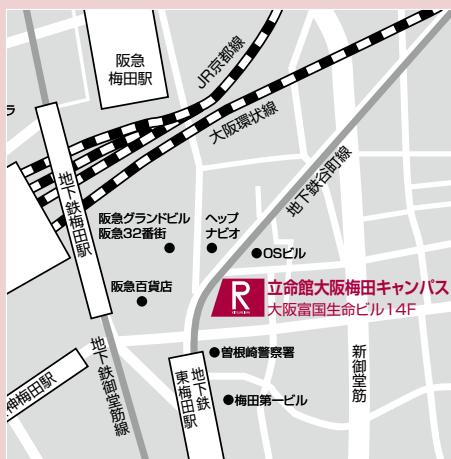 阪急
梅田駅
JR京都線
大阪環状線
ラ
地下鉄梅田駅
地下鉄谷町線
阪急グランドビル
阪急32番街
ヘップ
ナビオ
OSビル
阪急百貨店
R
立命館大阪梅田キャンパス
大阪富国生命ビル14F
地下鉄御堂筋線
神梅田駅
曽根崎警察署
新御堂筋
地下鉄
東梅田駅
梅田第一ビル